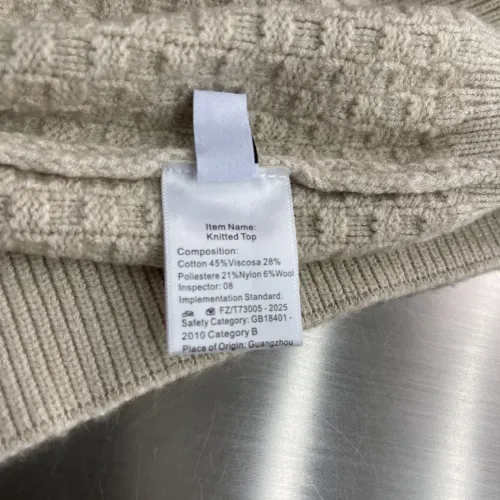 Item Name:
Knitted Top
Composition:
Cotton 45%Viscosa 28%
Poliestere 21%Nylon 6%Wool
Inspector: 08
Implementation Standard:
FZ/T73005 - 2025
Safety Category: GB18401 -
2010 Category B
Place of Origin: Guangzhou